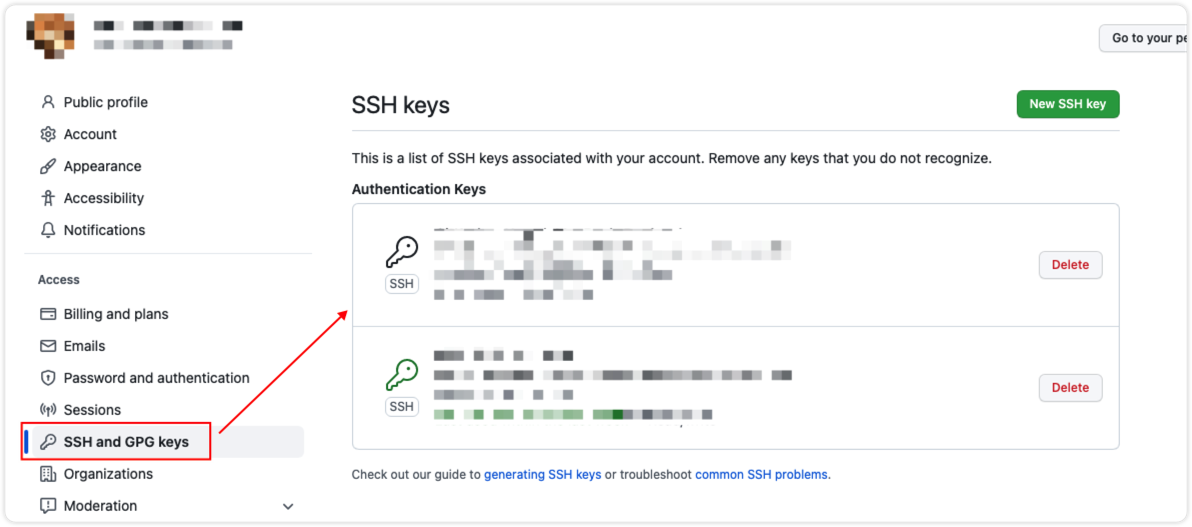 Go to your pe
Public profile
Account
Appearance
Accessibility
Notifications
Access
Billing and plans
Emails
Password and authentication
Sessions
SSH and GPG keys
Organizations
Moderation
SSH keys
New SSH key
This is a list of SSH keys associated with your account. Remove any keys that you do not recognize.
Authentication Keys
SSH
Delete
SSH
Delete
Check out our guide to generating SSH keys or troubleshoot common SSH problems.